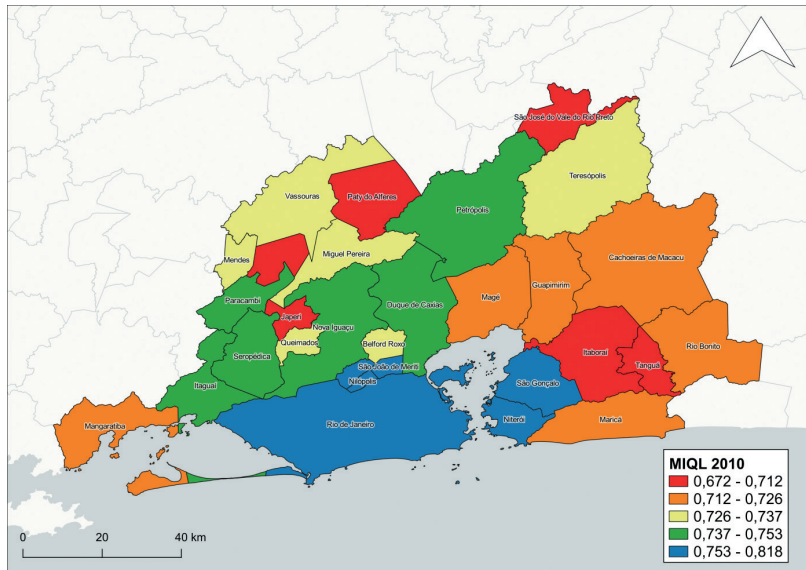 São José do Vale do Rio Preto
Teresópolis
Paty do Alferes
Vassouras
Petrópolis
Mendes
Miguel Pereira
Cachoeiras de Macacu
Guapimirim
Magé
Paracambi
Duque de Caxias
Japeri
Nova Iguaçu
Queimados
Belford Roxo
Rio Bonito
Itaboraí
Seropédica
Tanguá
São João de Meriti
Nilópolis
São Gonçalo
Itaguaí
Mangaratiba
Rio de Janeiro
Niterói
Maricá
MIQL 2010
0,672 - 0,712
0,712 - 0,726
0,726 - 0,737
0,737 - 0,753
0,753 - 0,818
0 20 40 km